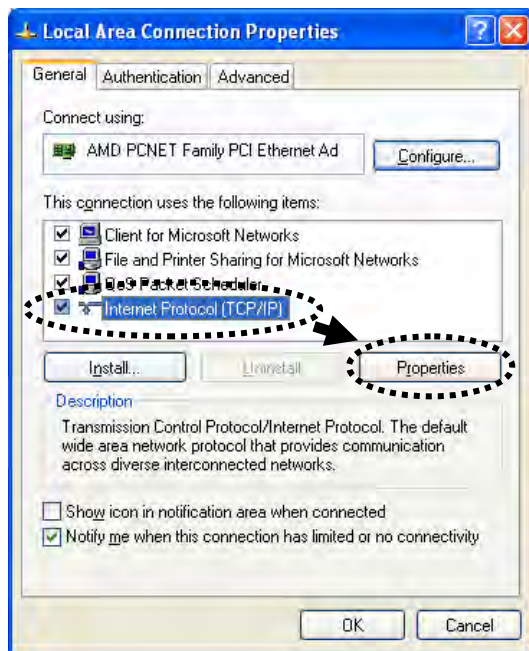 Local Area Connection Properties
General Authentication Advanced
Connect using:
AMD PCNET Family PCI Ethernet Ad Configure...
This connection uses the following items:
Client for Microsoft Networks
File and Printer Sharing for Microsoft Networks
QoS Packet Scheduler
Internet Protocol (TCP/IP)
Install... Uninstall Properties
Description
Transmission Control Protocol/Internet Protocol. The default
wide area network protocol that provides communication
across diverse interconnected networks.
Show icon in notification area when connected
Notify me when this connection has limited or no connectivity
OK Cancel